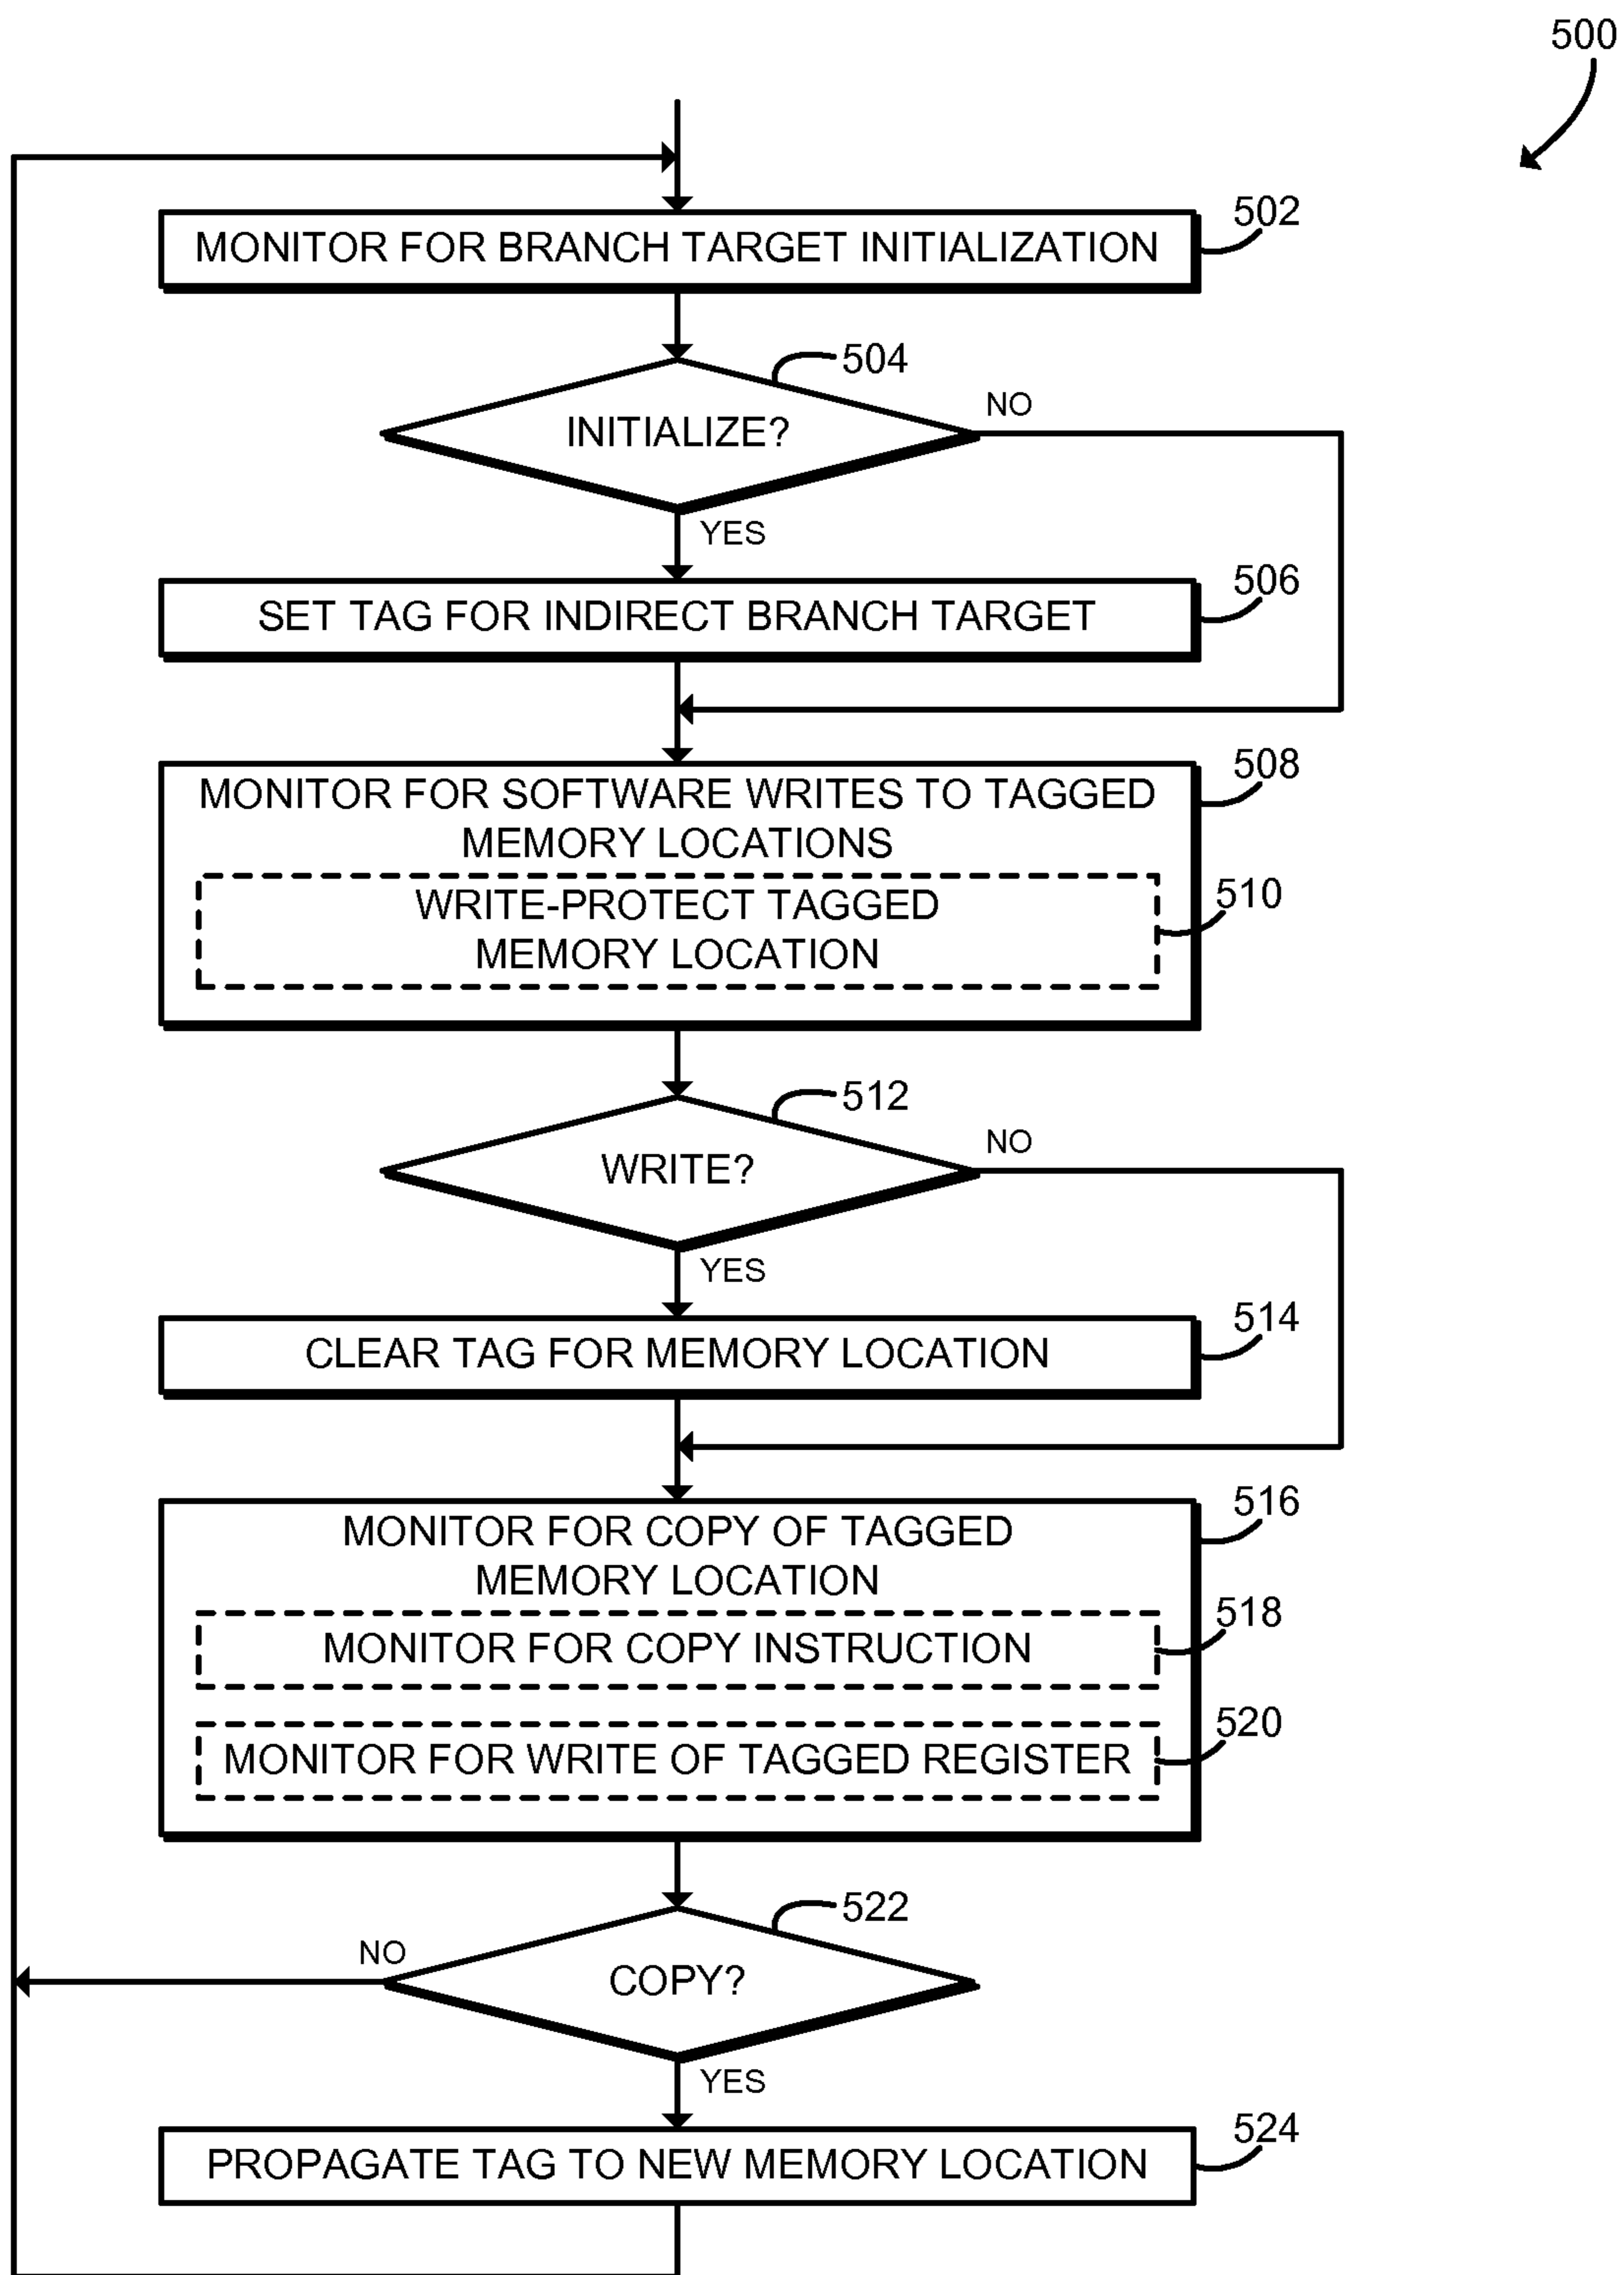 500
MONITOR FOR BRANCH TARGET INITIALIZATION
502
504
INITIALIZE?
NO
YES
SET TAG FOR INDIRECT BRANCH TARGET
506
MONITOR FOR SOFTWARE WRITES TO TAGGED
MEMORY LOCATIONS
508
WRITE-PROTECT TAGGED
MEMORY LOCATION
510
512
WRITE?
NO
YES
CLEAR TAG FOR MEMORY LOCATION
514
MONITOR FOR COPY OF TAGGED
MEMORY LOCATION
516
MONITOR FOR COPY INSTRUCTION
518
MONITOR FOR WRITE OF TAGGED REGISTER
520
522
NO
COPY?
YES
PROPAGATE TAG TO NEW MEMORY LOCATION
524